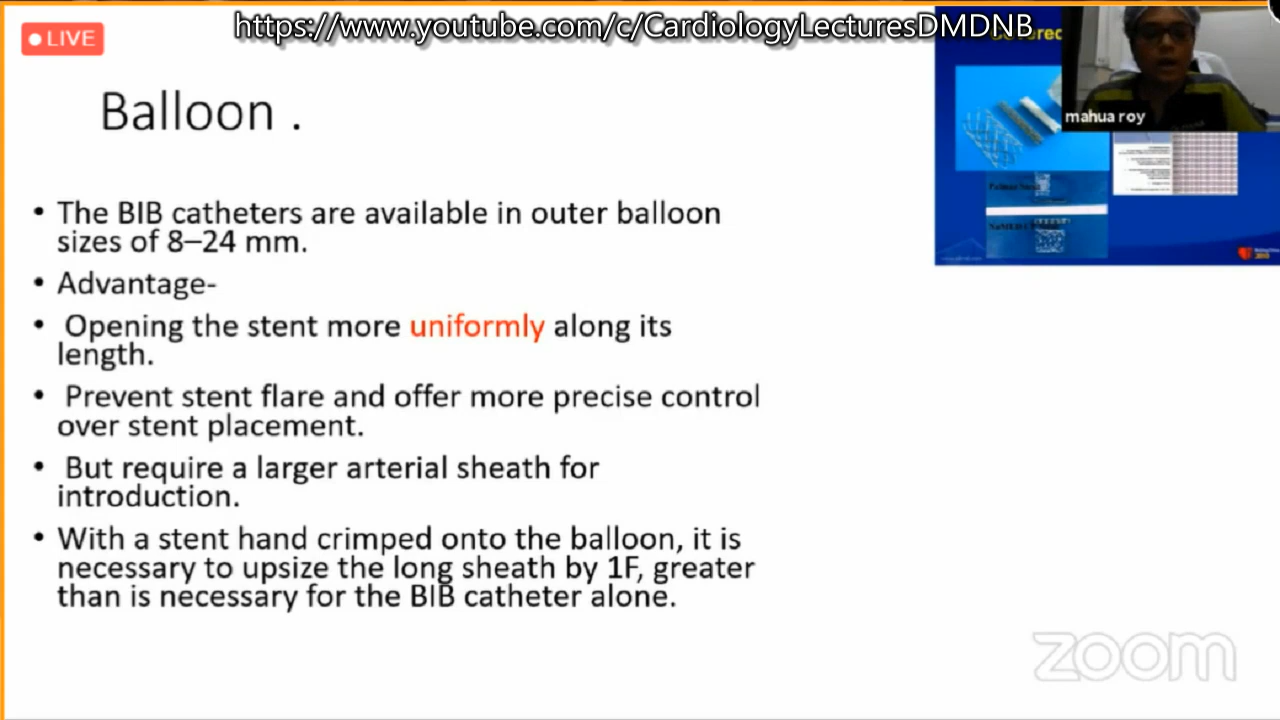 https://www.youtube.com/c/CardiologyLecturesDMDNB
LIVE
mahua roy
Balloon .
• The BIB catheters are available in outer balloon
sizes of 8–24 mm.
• Advantage-
• Opening the stent more uniformly along its
length.
• Prevent stent flare and offer more precise control
over stent placement.
• But require a larger arterial sheath for
introduction.
• With a stent hand crimped onto the balloon, it is
necessary to upsize the long sheath by 1F, greater
than is necessary for the BIB catheter alone.
zoom